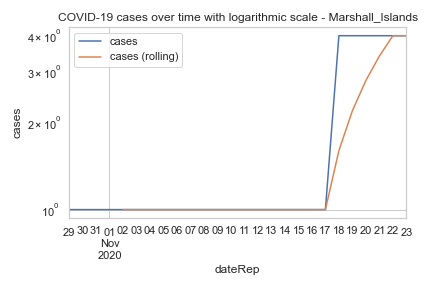 COVID-19 cases over time with logarithmic scale - Marshall_Islands
cases
cases (rolling)
4 × 10⁰
3 × 10⁰
2 × 10⁰
10⁰
cases
29 30 31 01 02 03 04 05 06 07 08 09 10 11 12 13 14 15 16 17 18 19 20 21 22 23
Nov
2020
dateRep